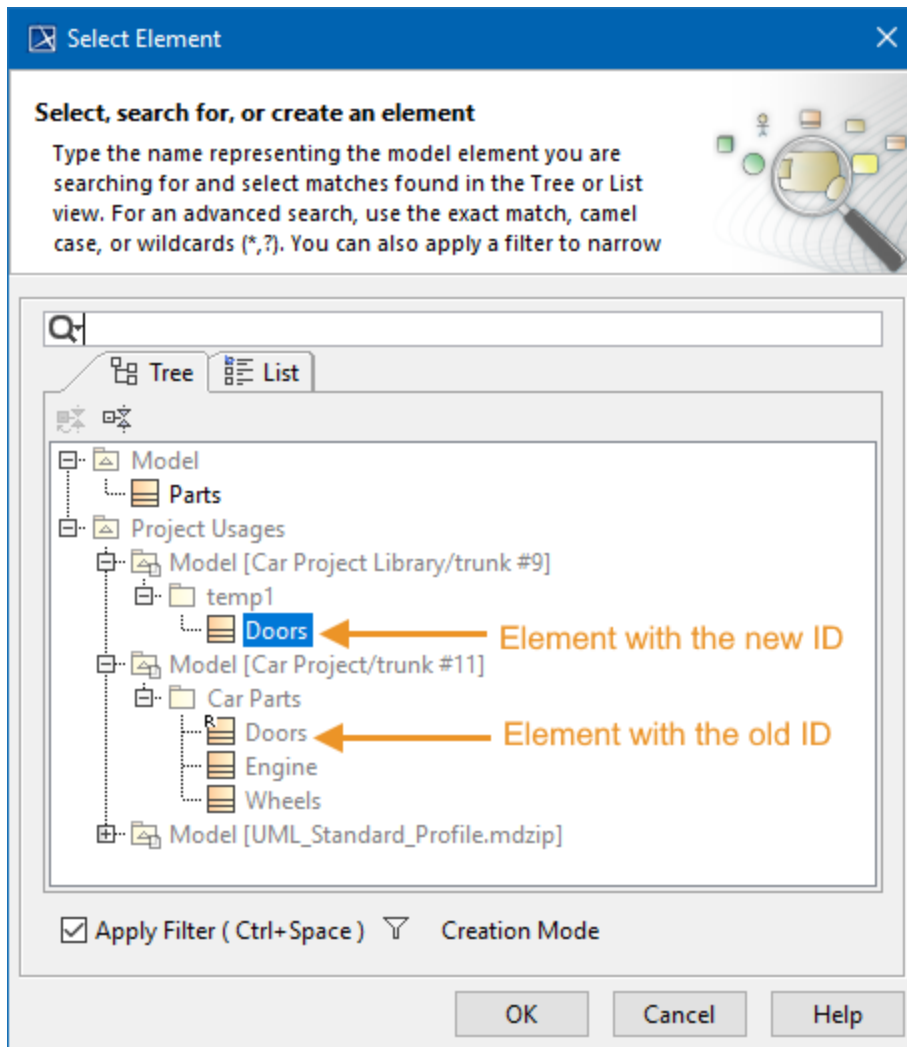 Select Element
Select, search for, or create an element
Type the name representing the model element you are
searching for and select matches found in the Tree or List
view. For an advanced search, use the exact match, camel
case, or wildcards (*,?). You can also apply a filter to narrow
Tree
List
Model
Parts
Project Usages
Model [Car Project Library/trunk #9]
temp1
Doors
Element with the new ID
Model [Car Project/trunk #11]
Car Parts
R
Doors
Element with the old ID
Engine
Wheels
Model [UML_Standard_Profile.mdzip]
Apply Filter ( Ctrl+Space )
Creation Mode
OK
Cancel
Help